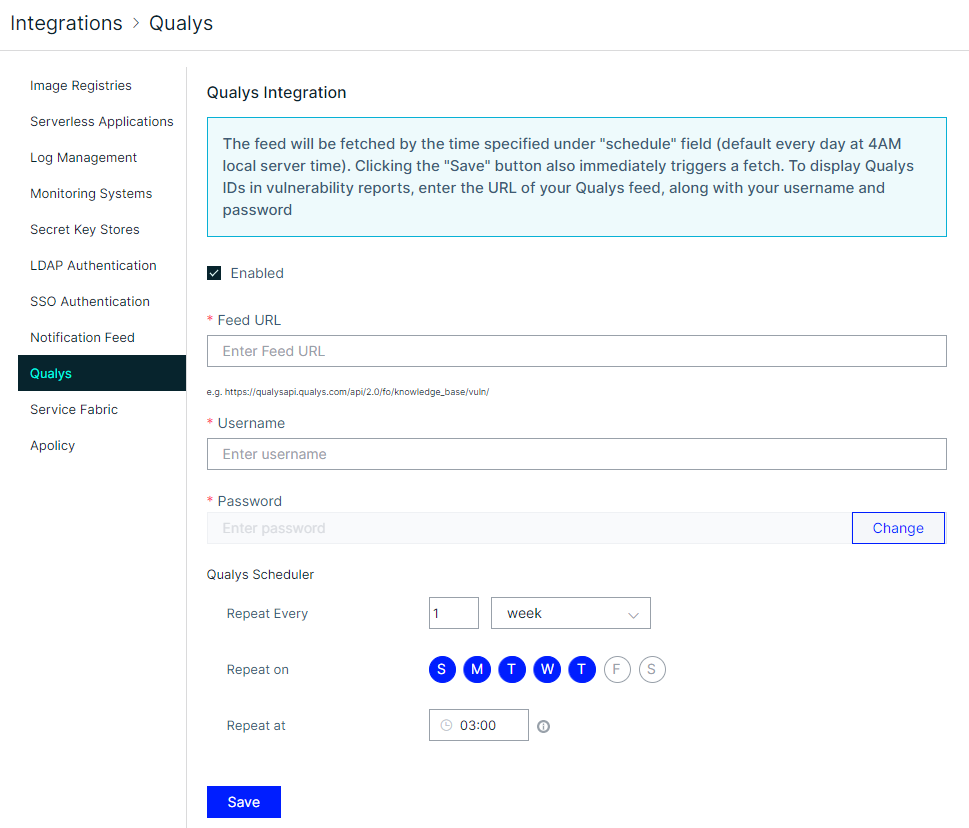 Integrations > Qualys
Image Registries
Serverless Applications
Log Management
Monitoring Systems
Secret Key Stores
LDAP Authentication
SSO Authentication
Notification Feed
Qualys
Service Fabric
Apolicy
Qualys Integration
The feed will be fetched by the time specified under "schedule" field (default every day at 4AM
local server time). Clicking the "Save" button also immediately triggers a fetch. To display Qualys
IDs in vulnerability reports, enter the URL of your Qualys feed, along with your username and
password
Enabled
* Feed URL
Enter Feed URL
e.g. https://qualysapi.qualys.com/api/2.0/fo/knowledge_base/vuln/
* Username
Enter username
* Password
Enter password
Change
Qualys Scheduler
Repeat Every 1 week
Repeat on S M T W T F S
Repeat at 03:00
Save